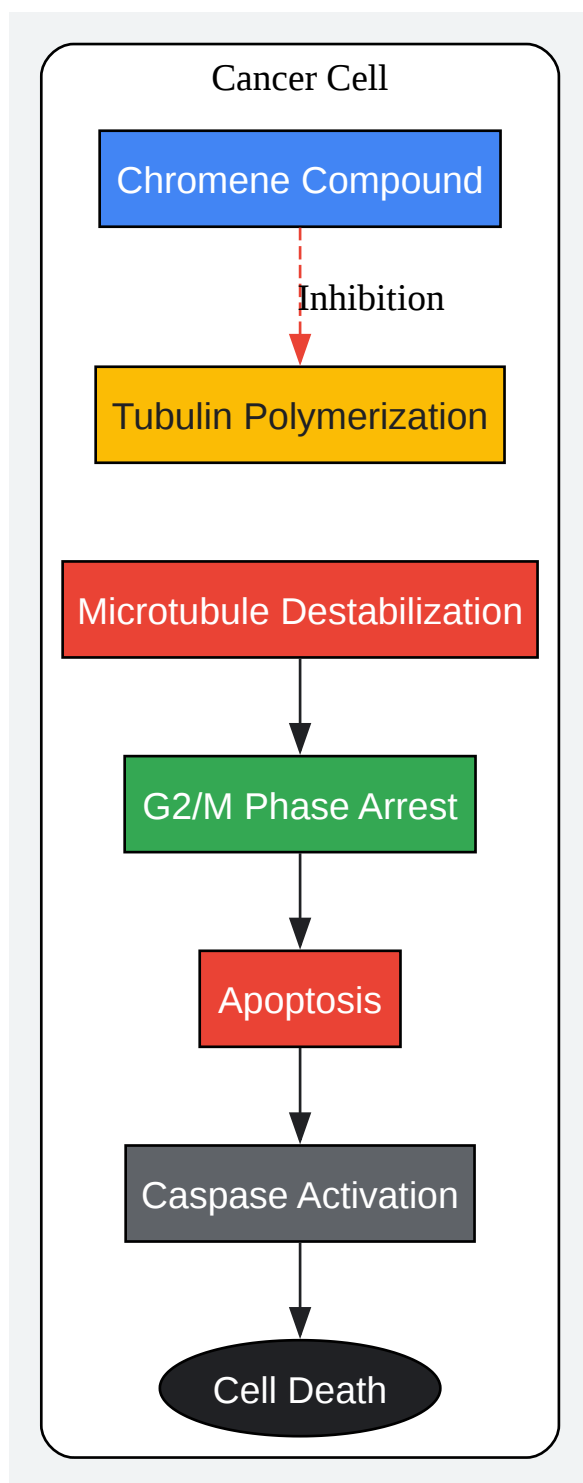 Cancer Cell
Chromene Compound
Inhibition
Tubulin Polymerization
Microtubule Destabilization
G2/M Phase Arrest
Apoptosis
Caspase Activation
Cell Death